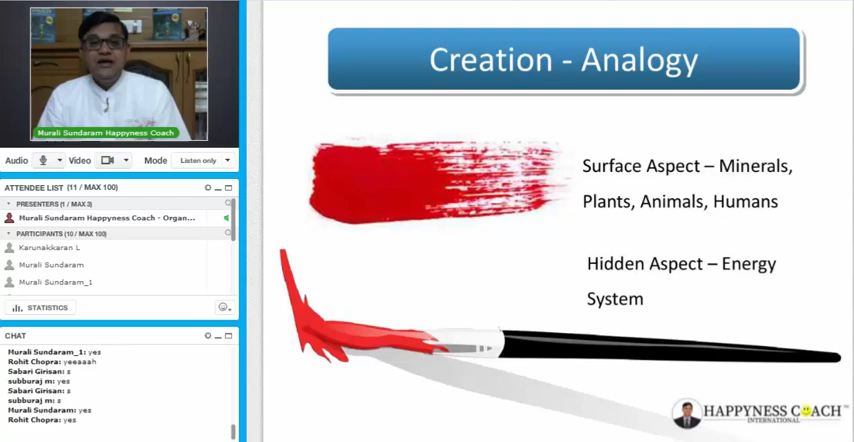 Murali Sundaram Happyness Coach
Audio
Video
Mode
Listen only
ATTENDEE LIST (11 / MAX 100)
PRESENTERS (1 / MAX 3)
Murali Sundaram Happyness Coach - Organ...
PARTICIPANTS (10 / MAX 100)
Karunakkaran L
Murali Sundaram
Murali Sundaram_1
STATISTICS
CHAT
Murali Sundaram_1: yes
Rohit Chopra: yeeaaah
Sabari Girisan: s
subburaj m: yes
Sabari Girisan: s
subburaj m: s
Murali Sundaram: yes
Rohit Chopra: yes
Creation - Analogy
Surface Aspect – Minerals,
Plants, Animals, Humans
Hidden Aspect – Energy
System
HAPPYNESS COACH™
INTERNATIONAL